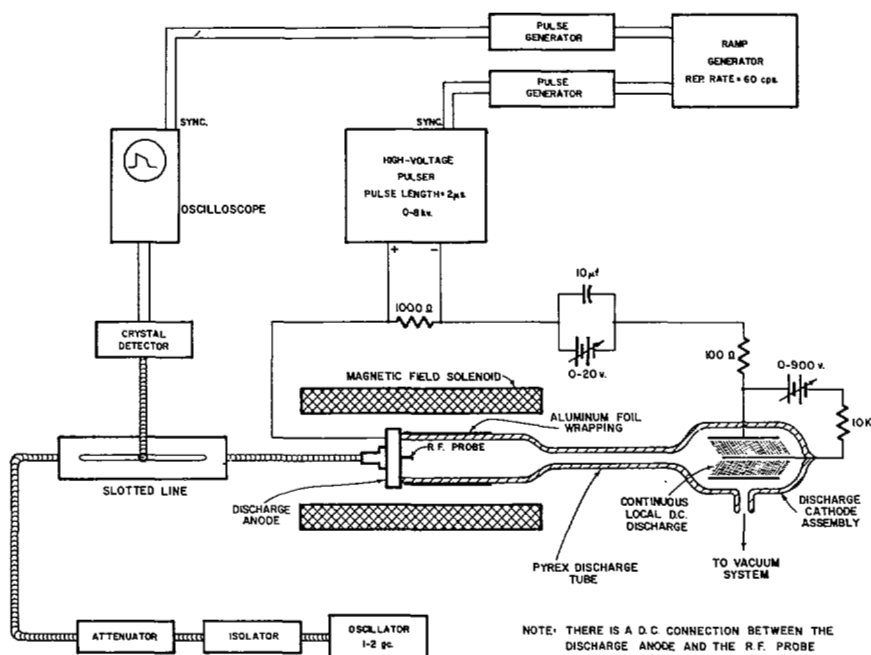 PULSE
GENERATOR
RAMP
GENERATOR
REP. RATE = 60 cps.
PULSE
GENERATOR
SYNC.
SYNC.
HIGH-VOLTAGE
PULSER
PULSE LENGTH = 2μs.
0-8 kv.
OSCILLOSCOPE
+
−
10μf
1000 Ω
CRYSTAL
DETECTOR
100 Ω
0-20 v.
0-900 v.
MAGNETIC FIELD SOLENOID
10K
ALUMINUM FOIL
WRAPPING
R.F. PROBE
SLOTTED LINE
DISCHARGE
ANODE
CONTINUOUS
LOCAL D.C.
DISCHARGE
DISCHARGE
CATHODE
ASSEMBLY
PYREX DISCHARGE
TUBE
TO VACUUM
SYSTEM
ATTENUATOR
ISOLATOR
OSCILLATOR
1-2 gc.
NOTE: THERE IS A D.C. CONNECTION BETWEEN THE
DISCHARGE ANODE AND THE R.F. PROBE